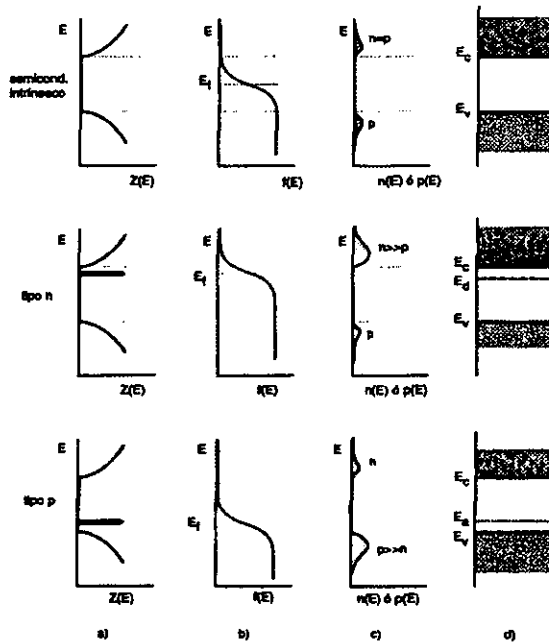 E E E
semicond. intrínseco
E_f
n=p
p
E_c
E_v
Z(E) f(E) n(E) ó p(E)
E E E
tipo n
E_f
n>>p
p
E_c
E_d
E_v
Z(E) f(E) n(E) ó p(E)
E E E
tipo p
E_f
n
p>>n
E_c
E_a
E_v
Z(E) f(E) n(E) ó p(E)
a) b) c) d)